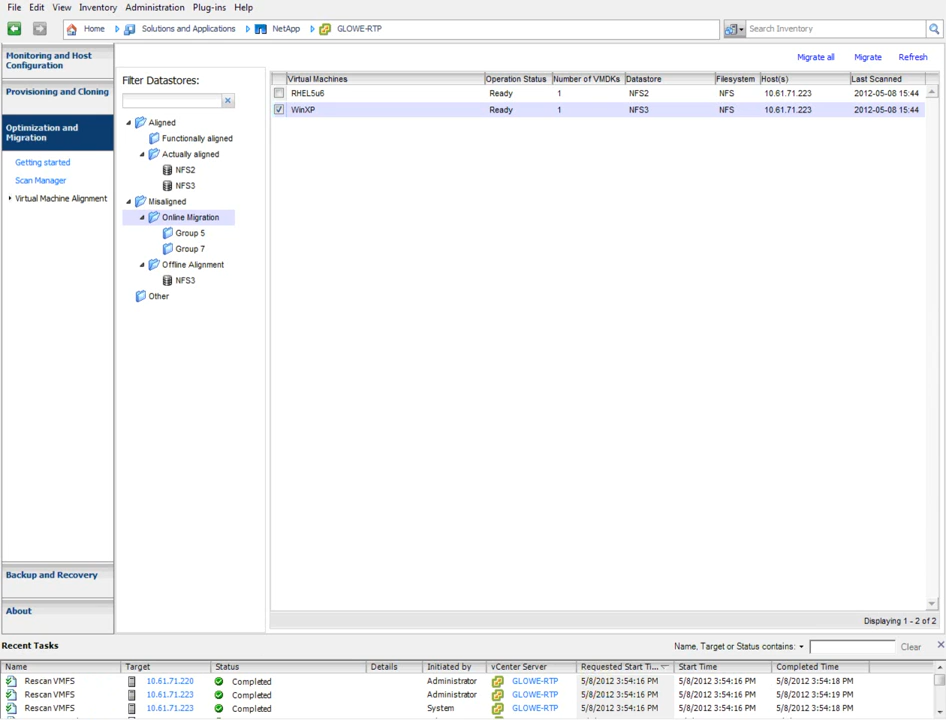 File Edit View Inventory Administration Plug-ins Help
Home Solutions and Applications NetApp GLOWE-RTP Search Inventory
Monitoring and Host
Configuration
Provisioning and Cloning
Optimization and
Migration
Getting started
Scan Manager
Virtual Machine Alignment
Backup and Recovery
About
Filter Datastores:
Aligned
Functionally aligned
Actually aligned
NFS2
NFS3
Misaligned
Online Migration
Group 5
Group 7
Offline Alignment
NFS3
Other
Migrate all Migrate Refresh
Virtual Machines Operation Status Number of VMDKs Datastore Filesystem Host(s) Last Scanned
RHEL5u6 Ready 1 NFS2 NFS 10.61.71.223 2012-05-08 15:44
WinXP Ready 1 NFS3 NFS 10.61.71.223 2012-05-08 15:44
Displaying 1 - 2 of 2
Recent Tasks Name, Target or Status contains: Clear
Name Target Status Details Initiated by vCenter Server Requested Start Ti... Start Time Completed Time
Rescan VMFS 10.61.71.220 Completed Administrator GLOWE-RTP 5/8/2012 3:54:16 PM 5/8/2012 3:54:16 PM 5/8/2012 3:54:18 PM
Rescan VMFS 10.61.71.223 Completed Administrator GLOWE-RTP 5/8/2012 3:54:16 PM 5/8/2012 3:54:16 PM 5/8/2012 3:54:19 PM
Rescan VMFS 10.61.71.223 Completed System GLOWE-RTP 5/8/2012 3:54:16 PM 5/8/2012 3:54:16 PM 5/8/2012 3:54:18 PM